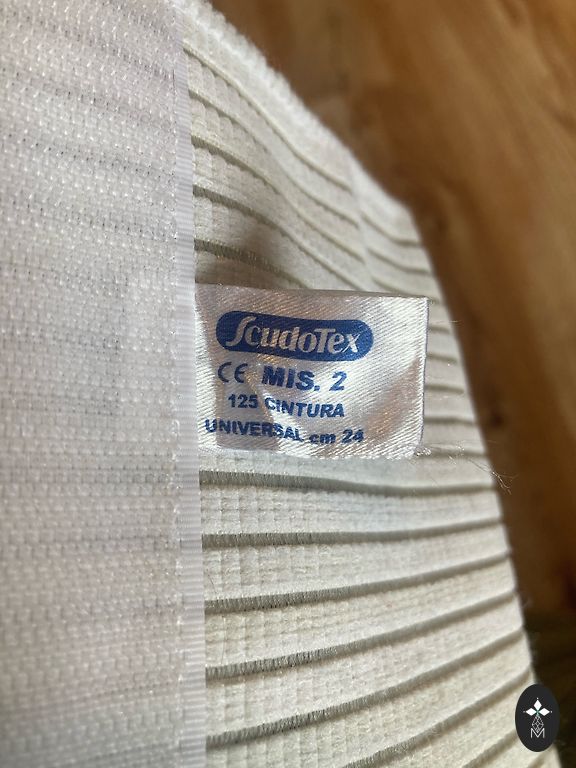 ScudoTex
CE MIS. 2
125 CINTURA
UNIVERSAL cm 24
M